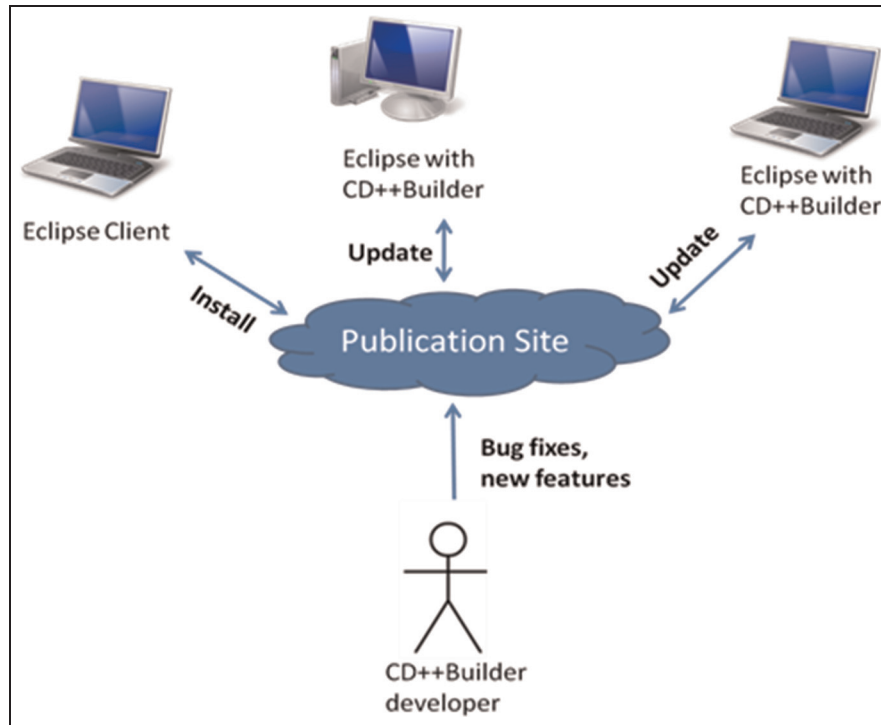 Eclipse with
CD++Builder
Eclipse with
CD++Builder
Eclipse Client
Update
Update
Install
Publication Site
Bug fixes,
new features
CD++Builder
developer